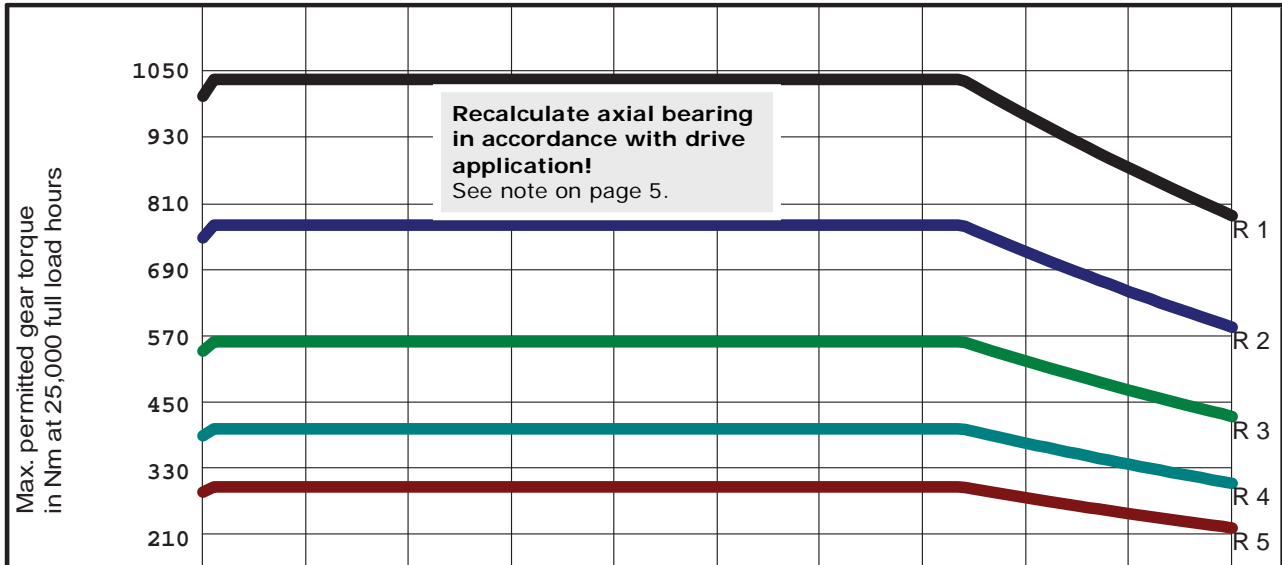 Max. permitted gear torque
in Nm at 25,000 full load hours
1050
930
810
690
570
450
330
210
Recalculate axial bearing
in accordance with drive
application!
See note on page 5.
R 1
R 2
R 3
R 4
R 5